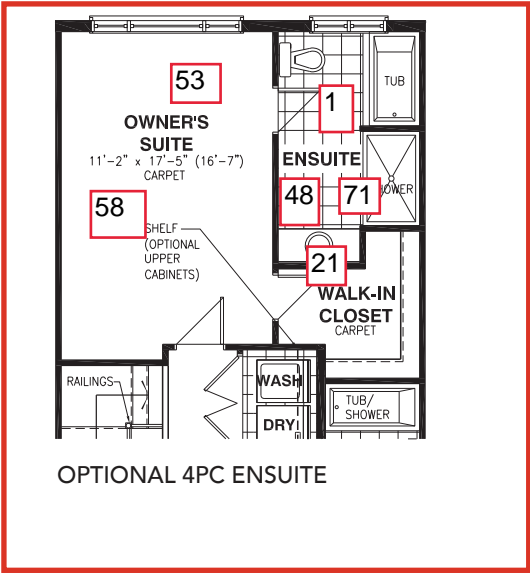 53
TUB
1
OWNER'S
SUITE
11'-2" x 17'-5" (16'-7")
CARPET
ENSUITE
58
48
71
OWER
SHELF
(OPTIONAL
UPPER
CABINETS)
21
WALK-IN
CLOSET
CARPET
RAILINGS
WASH
TUB/
SHOWER
DRY
OPTIONAL 4PC ENSUITE